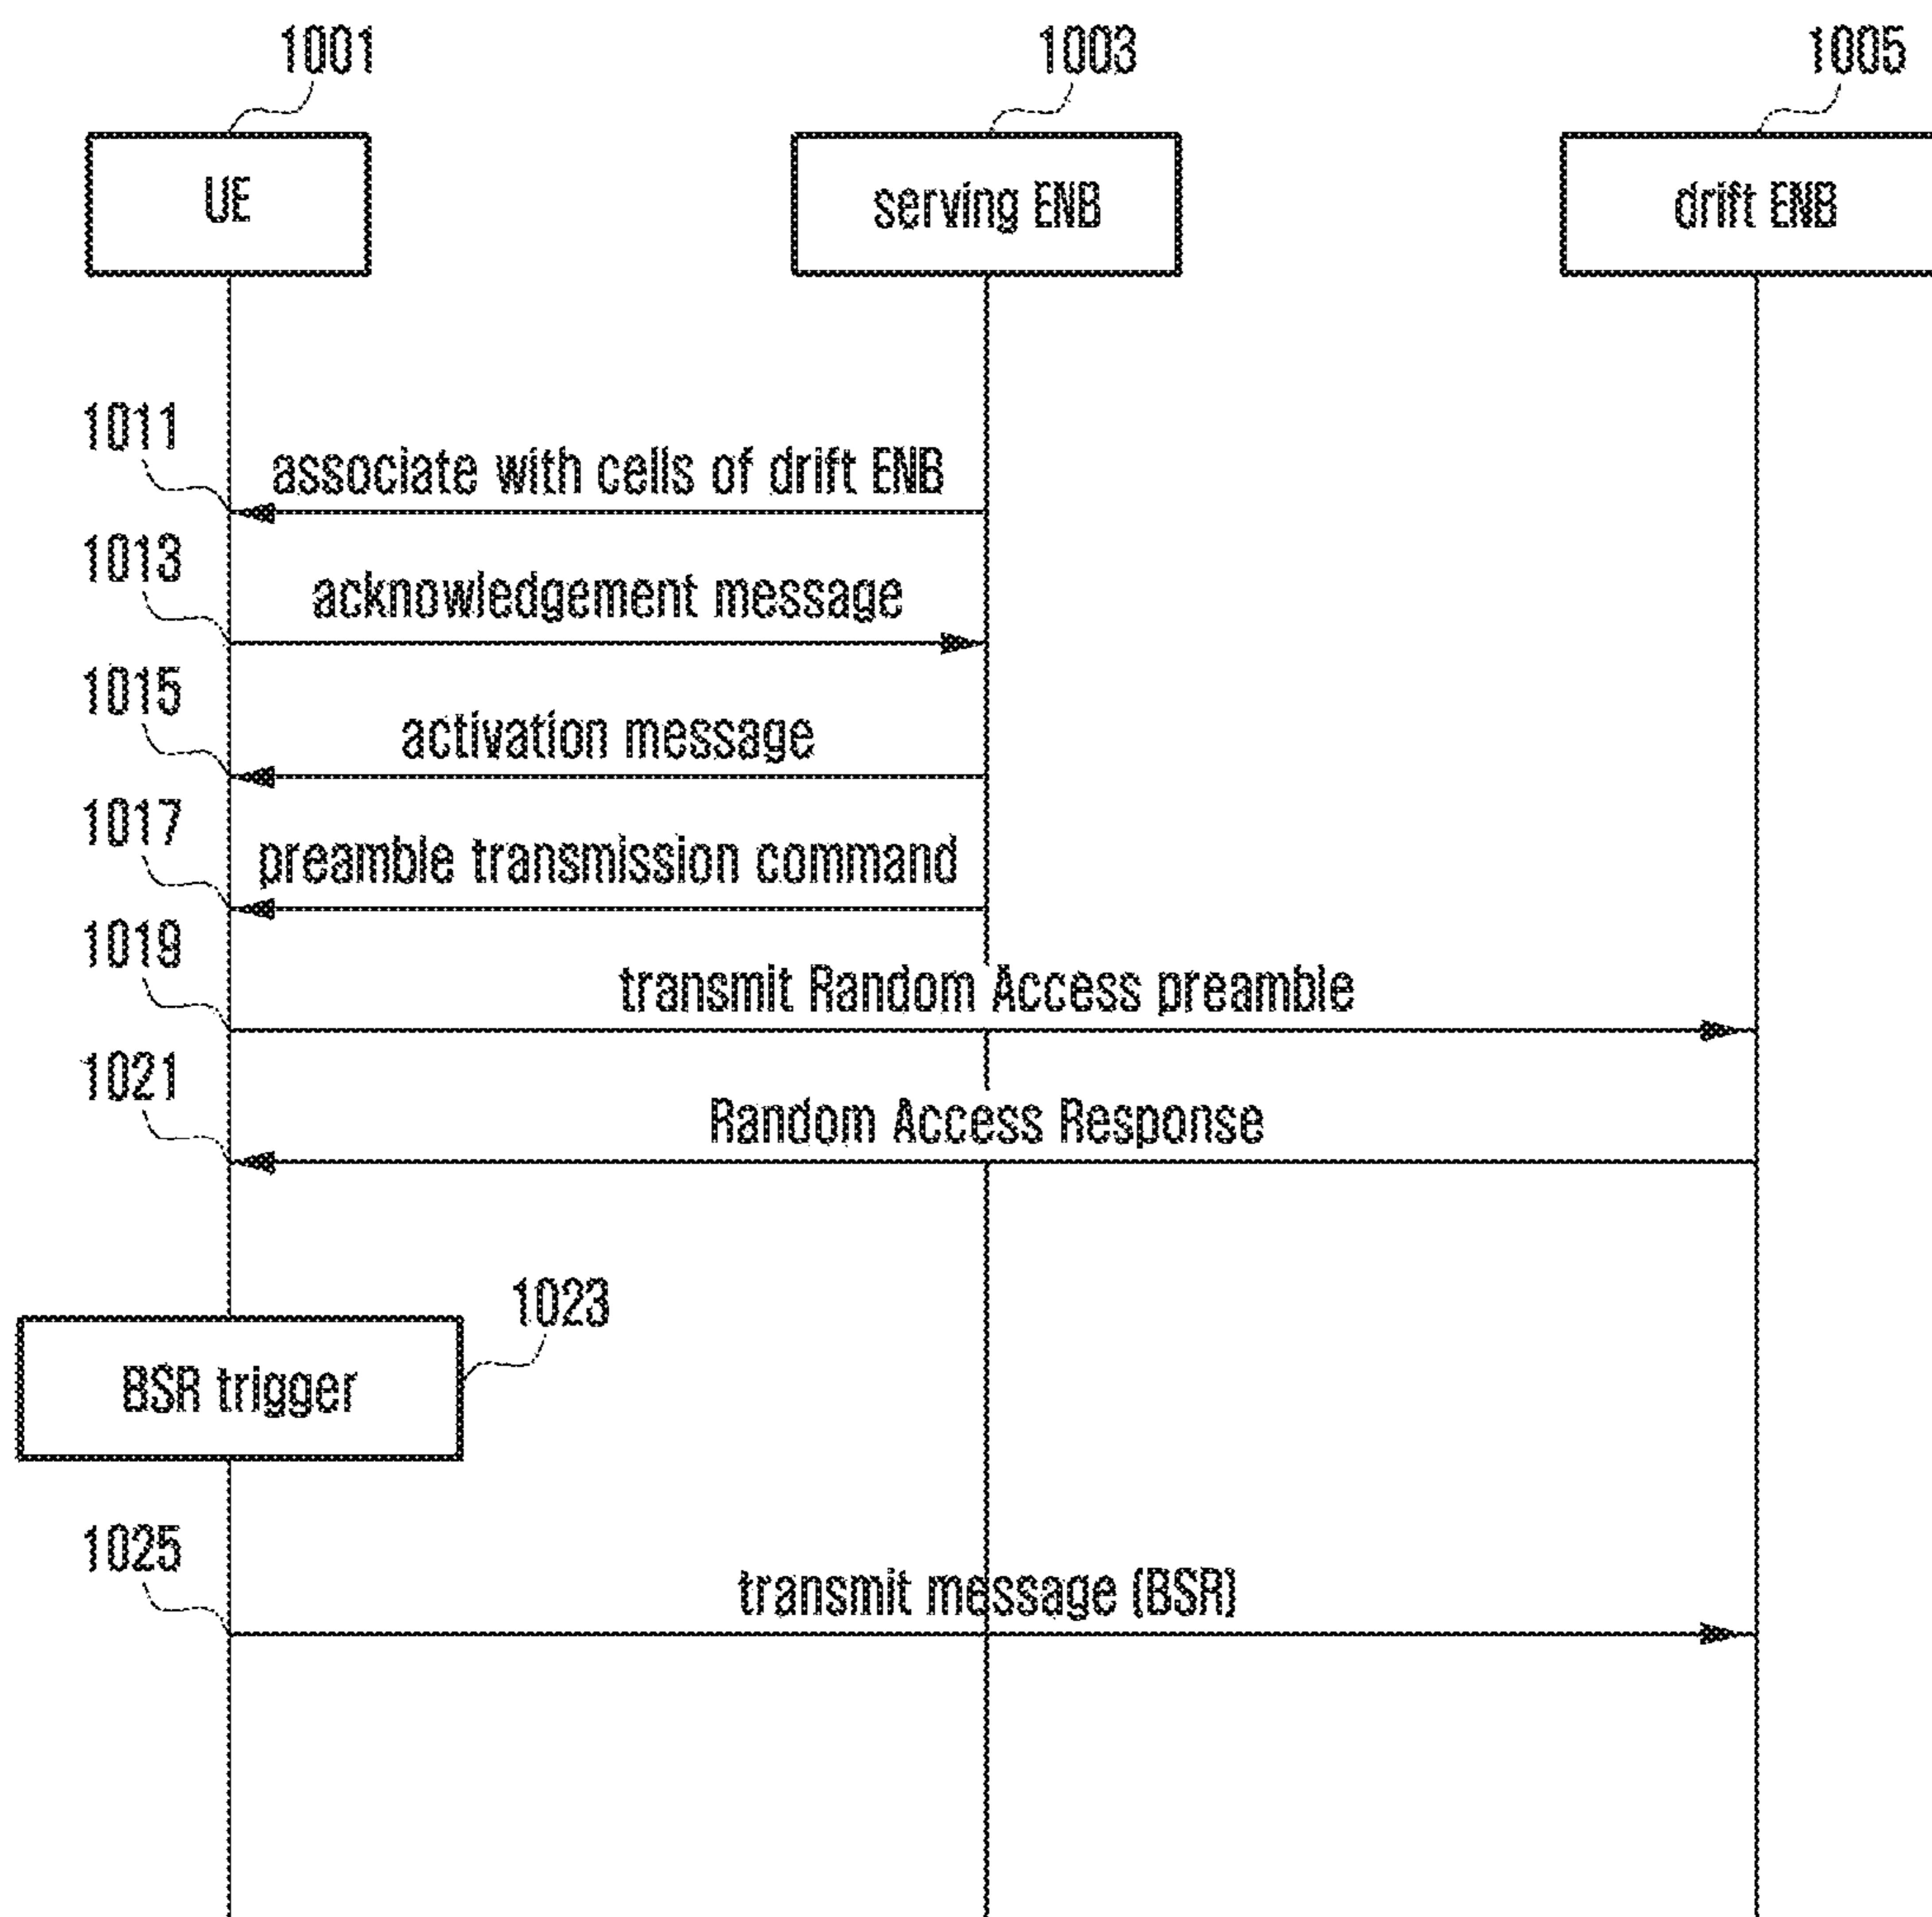 1001
1003
1005
UE
serving ENB
drift ENB
1011
associate with cells of drift ENB
1013
acknowledgement message
1015
activation message
1017
preamble transmission command
1019
transmit Random Access preamble
1021
Random Access Response
1023
BSR trigger
1025
transmit message (BSR)